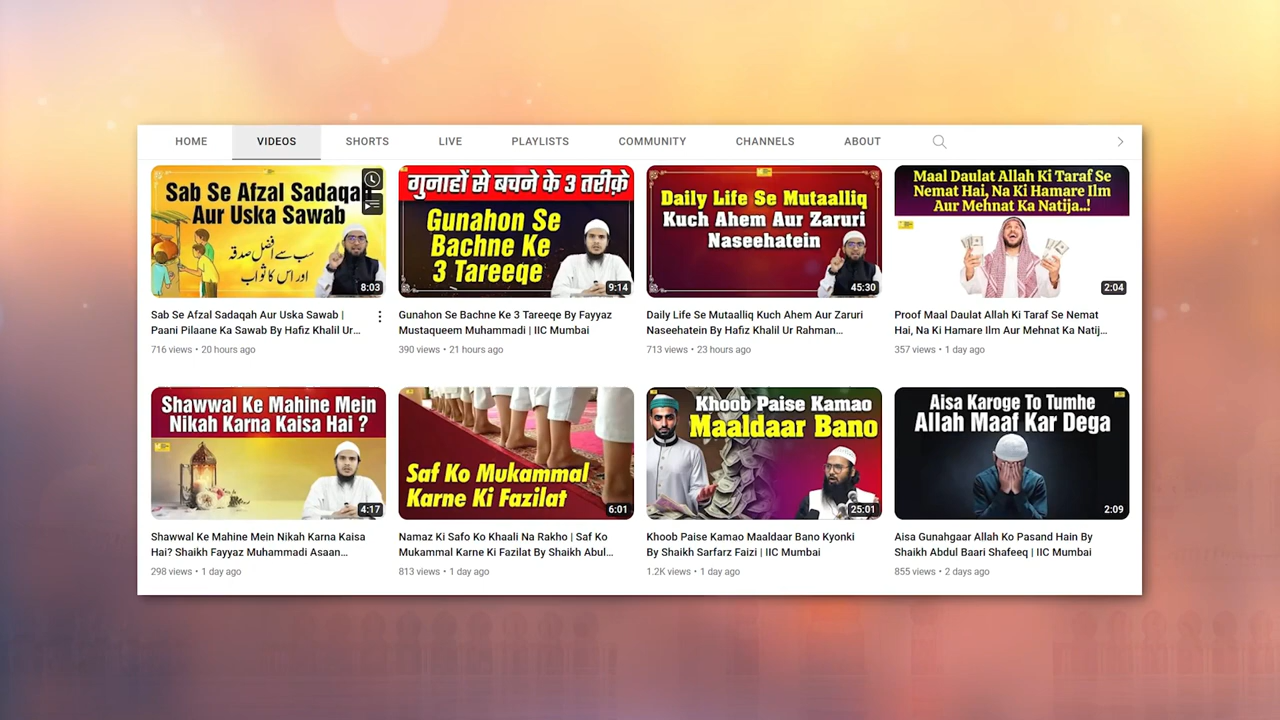 HOME VIDEOS SHORTS LIVE PLAYLISTS COMMUNITY CHANNELS ABOUT
Sab Se Afzal Sadaqah
Aur Uska Sawab
سب سے افضل صدقہ
اور اس کا ثواب
8:03
Sab Se Afzal Sadaqah Aur Uska Sawab |
Paani Pilaane Ka Sawab By Hafiz Khalil Ur...
716 views • 20 hours ago
गुनाहों से बचने के 3 तरीक़े
Gunahon Se
Bachne Ke
3 Tareeqe
9:14
Gunahon Se Bachne Ke 3 Tareeqe By Fayyaz
Mustaqueem Muhammadi | IIC Mumbai
390 views • 21 hours ago
Daily Life Se Mutaalliq
Kuch Ahem Aur Zaruri
Naseehatein
45:30
Daily Life Se Mutaalliq Kuch Ahem Aur Zaruri
Naseehatein By Hafiz Khalil Ur Rahman...
713 views • 23 hours ago
Maal Daulat Allah Ki Taraf Se
Nemat Hai, Na Ki Hamare Ilm
Aur Mehnat Ka Natija..!
2:04
Proof Maal Daulat Allah Ki Taraf Se Nemat
Hai, Na Ki Hamare Ilm Aur Mehnat Ka Natij...
357 views • 1 day ago
Shawwal Ke Mahine Mein
Nikah Karna Kaisa Hai ?
4:17
Shawwal Ke Mahine Mein Nikah Karna Kaisa
Hai? Shaikh Fayyaz Muhammadi Asaan...
298 views • 1 day ago
Saf Ko Mukammal
Karne Ki Fazilat
6:01
Namaz Ki Safo Ko Khaali Na Rakho | Saf Ko
Mukammal Karne Ki Fazilat By Shaikh Abul...
813 views • 1 day ago
Khoob Paise Kamao
Maaldaar Bano
25:01
Khoob Paise Kamao Maaldaar Bano Kyonki
By Shaikh Sarfarz Faizi | IIC Mumbai
1.2K views • 1 day ago
Aisa Karoge To Tumhe
Allah Maaf Kar Dega
2:09
Aisa Gunahgaar Allah Ko Pasand Hain By
Shaikh Abdul Baari Shafeeq | IIC Mumbai
855 views • 2 days ago